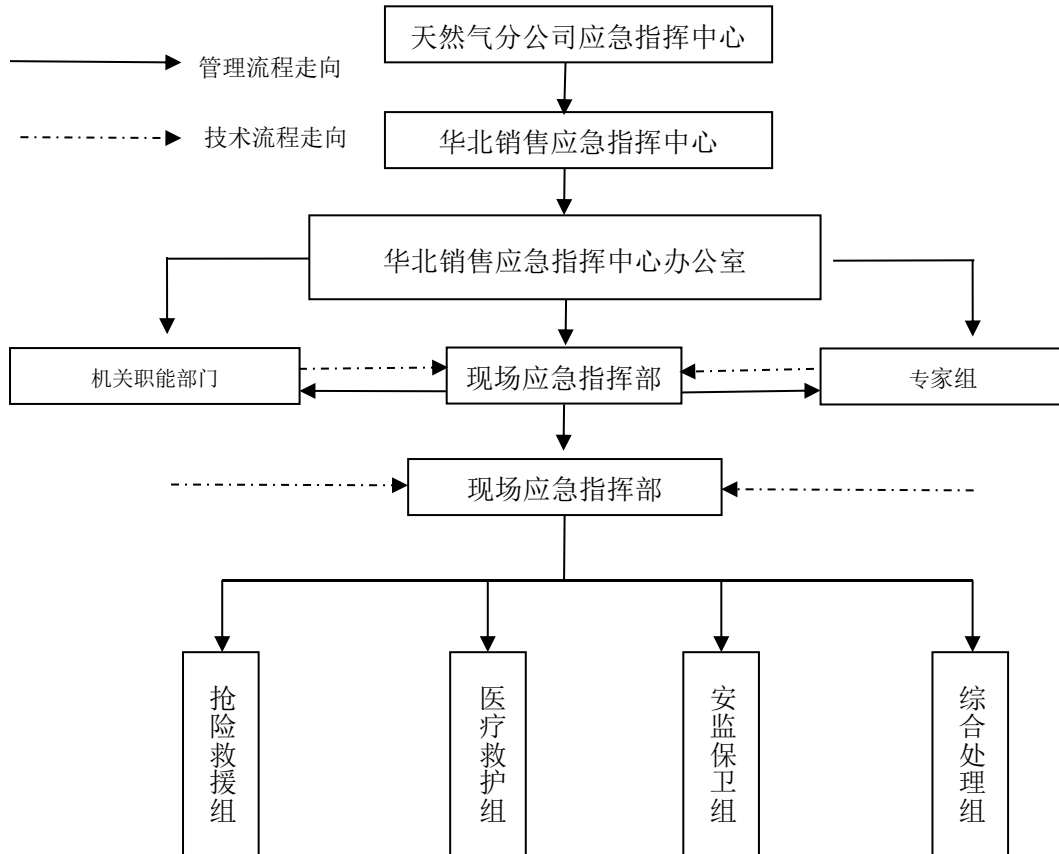 天然气分公司应急指挥中心
管理流程走向
技术流程走向
华北销售应急指挥中心
华北销售应急指挥中心办公室
机关职能部门
现场应急指挥部
专家组
现场应急指挥部
抢险救援组
医疗救护组
安监保卫组
综合处理组